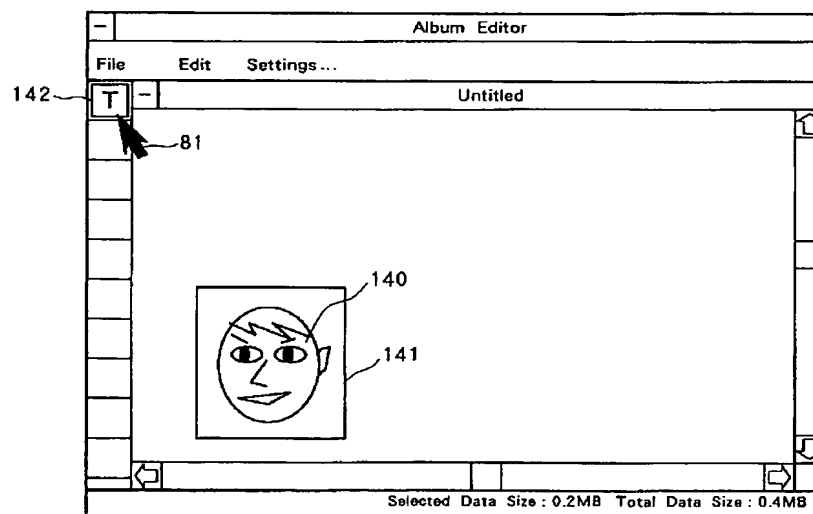 Album Editor
File Edit Settings...
142 T Untitled
81
140
141
Selected Data Size : 0.2MB Total Data Size : 0.4MB